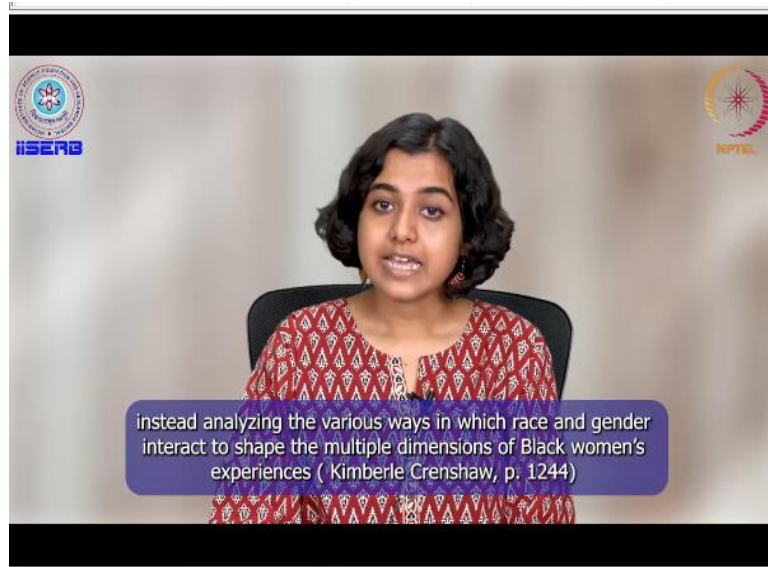 IISERB
NPTEL
instead analyzing the various ways in which race and gender
interact to shape the multiple dimensions of Black women's
experiences ( Kimberle Crenshaw, p. 1244)